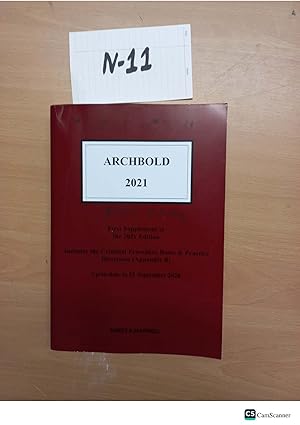 N-11
ARCHBOLD
2021
First Supplement to
the 2021 Edition
Includes the Criminal Procedure Rules & Practice
Directions (Appendix B)
Up-to-date to
September 2020
SWEET & MAXWELL
CS CamScanner